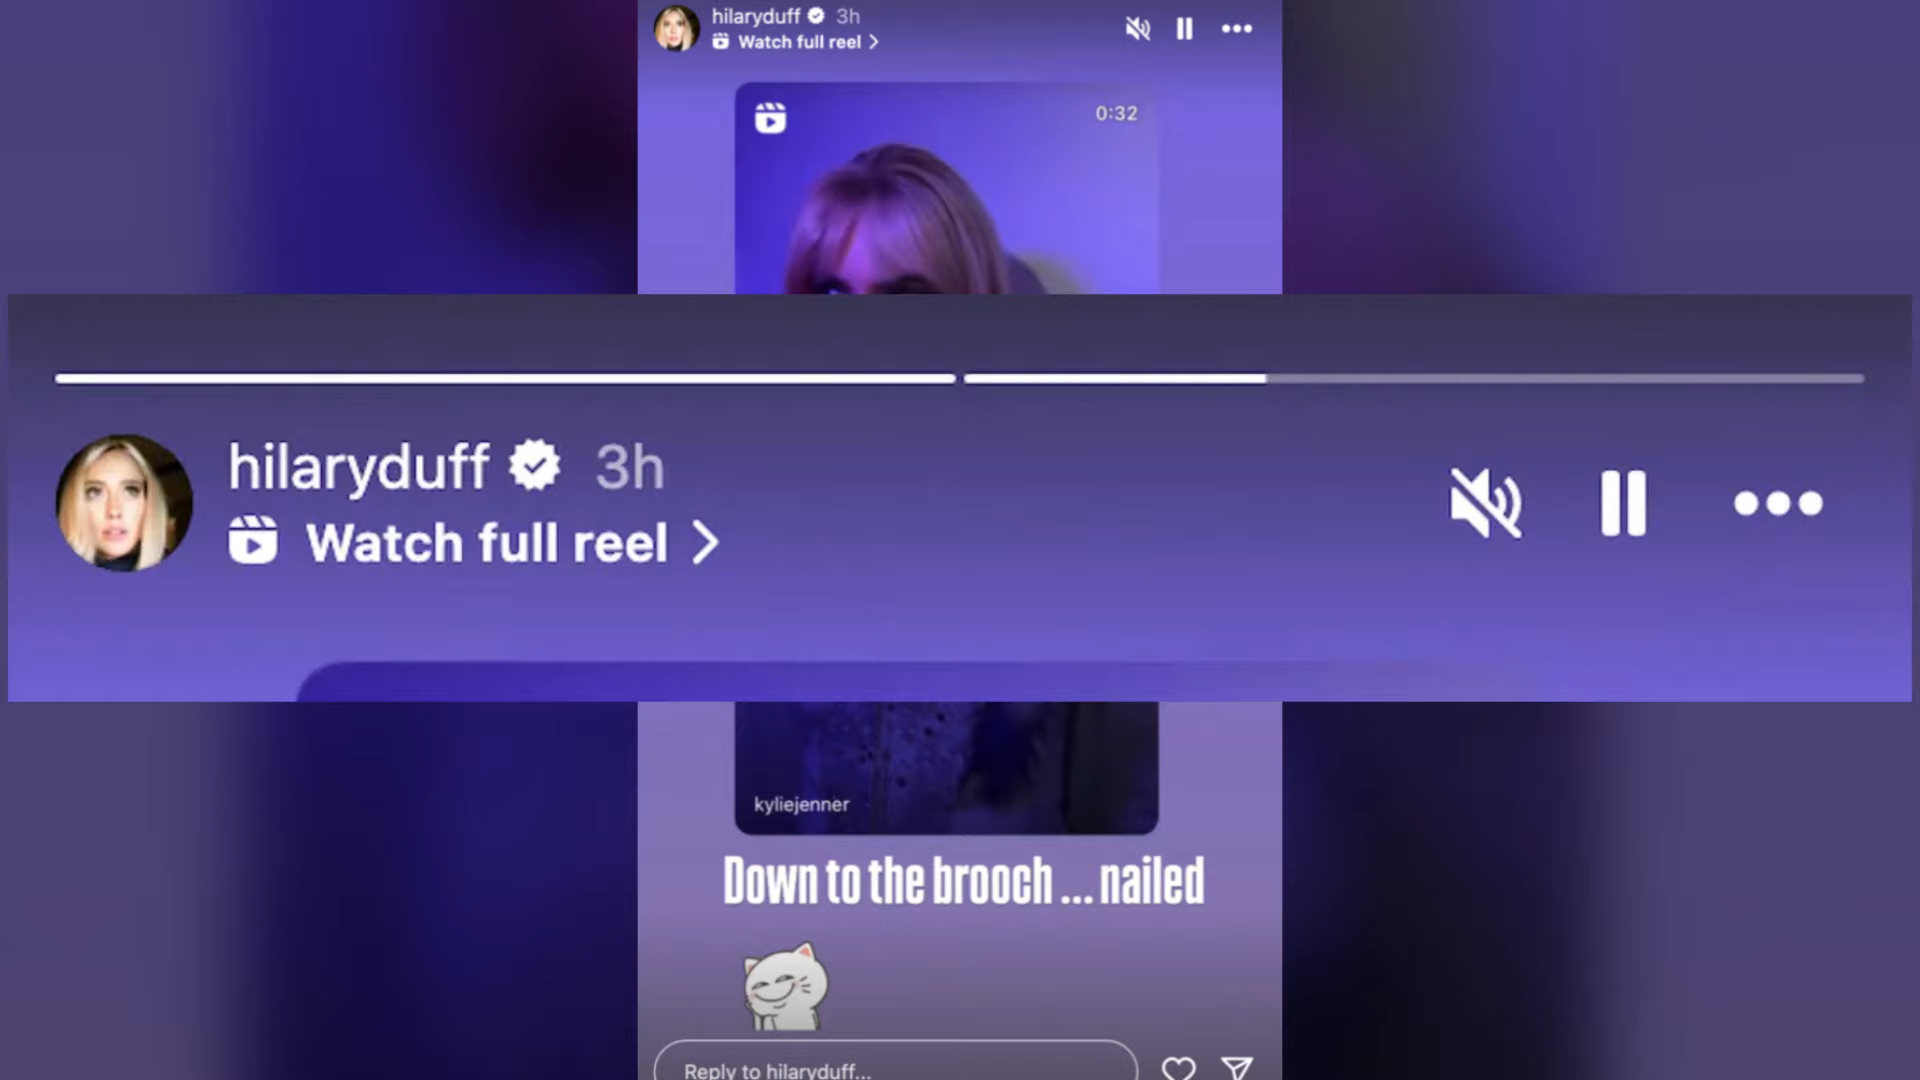 hilaryduff 3h
Watch full reel
0:32
hilaryduff 3h
Watch full reel
kyliejenner
Down to the brooch ... nailed
Reply to hilaryduff...